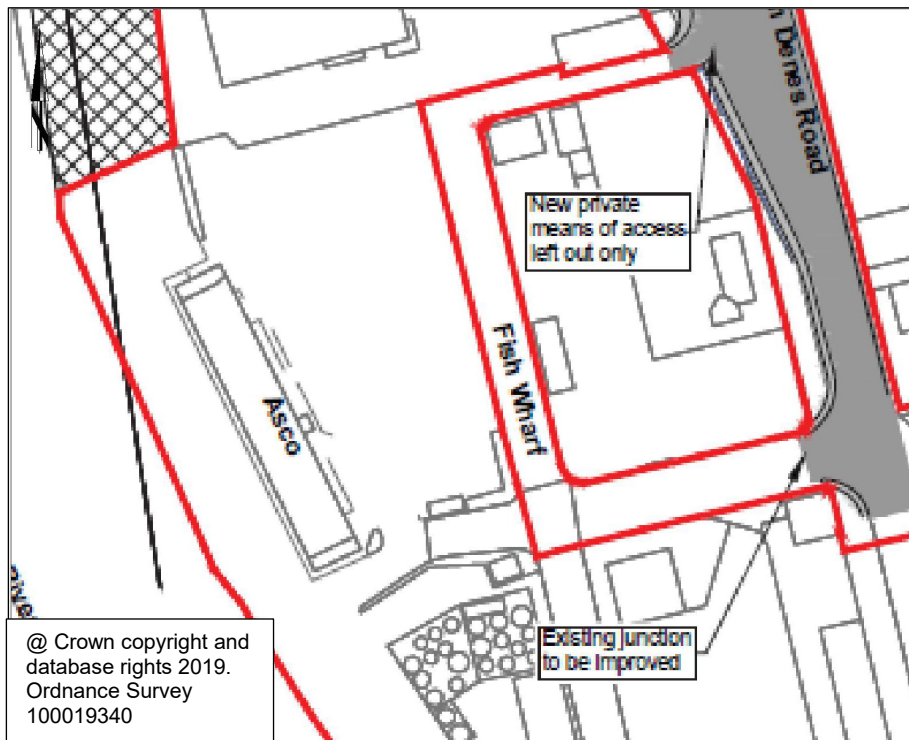 Denes Road
New private
means of access
left out only
Fish Wharf
Asco
Existing junction
to be improved
@ Crown copyright and
database rights 2019.
Ordnance Survey
100019340